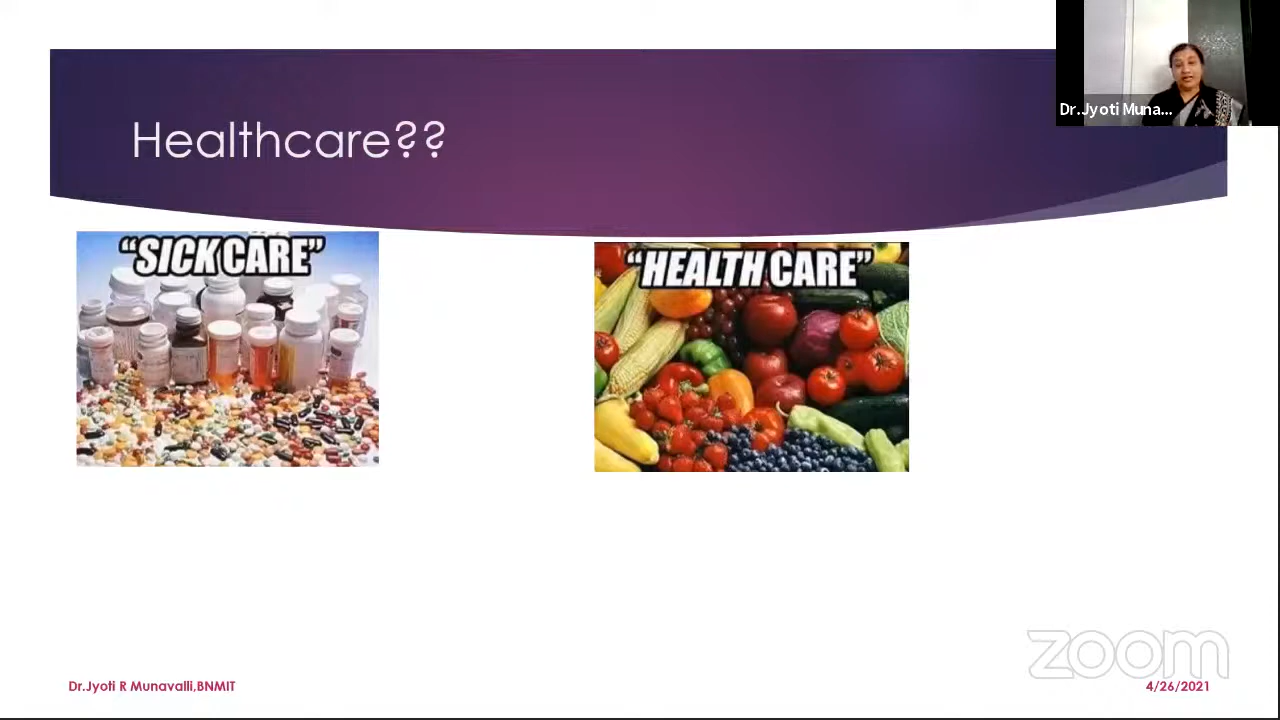 Dr.Jyoti Muna...
Healthcare??
“SICK CARE”
“HEALTH CARE”
zoom
Dr.Jyoti R Munavalli,BNMIT
4/26/2021